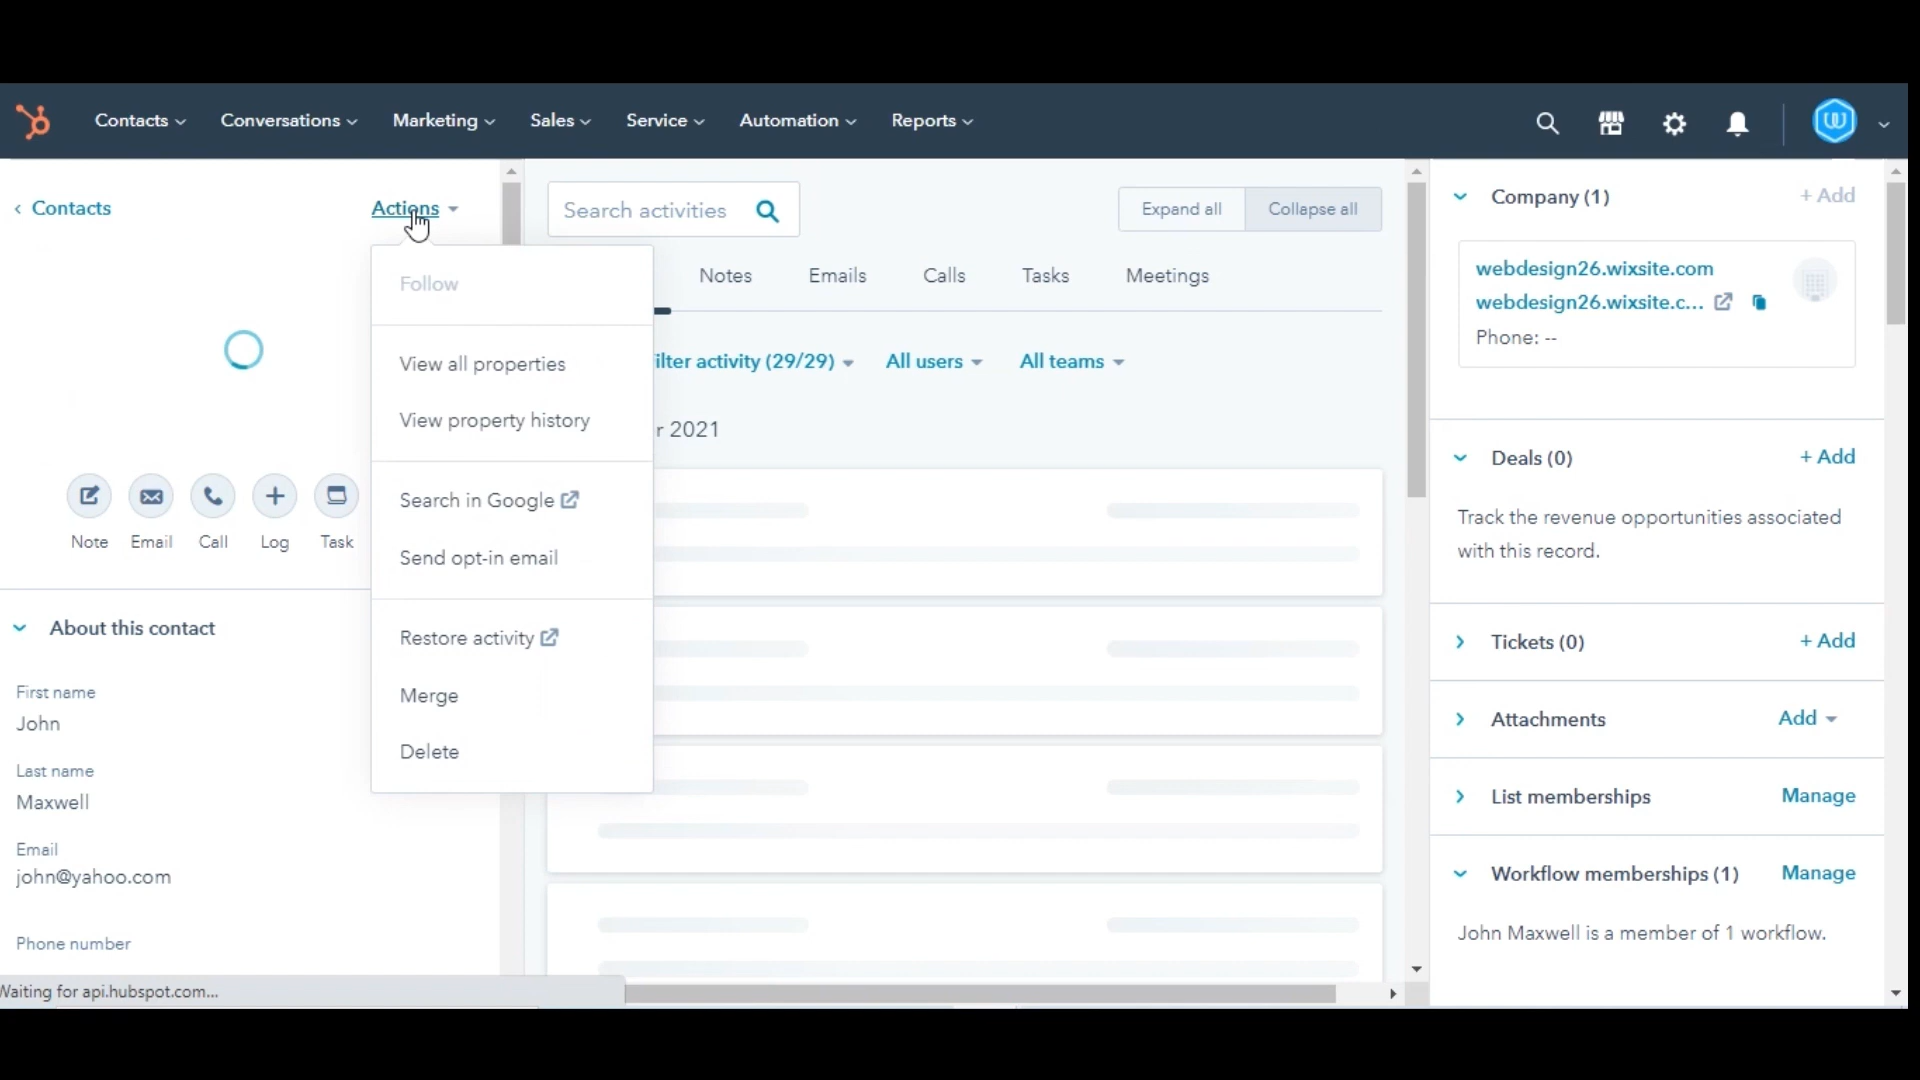 Contacts
Conversations
Marketing
Sales
Service
Automation
Reports
Contacts
Actions
Follow
View all properties
View property history
Search in Google
Send opt-in email
Restore activity
Merge
Delete
Note
Email
Call
Log
Task
About this contact
First name
John
Last name
Maxwell
Email
john@yahoo.com
Phone number
Waiting for api.hubspot.com...
Search activities
Expand all
Collapse all
Notes
Emails
Calls
Tasks
Meetings
ilter activity (29/29)
All users
All teams
r 2021
Company (1)
+ Add
webdesign26.wixsite.com
webdesign26.wixsite.c...
Phone: --
Deals (0)
+ Add
Track the revenue opportunities associated
with this record.
Tickets (0)
+ Add
Attachments
Add
List memberships
Manage
Workflow memberships (1)
Manage
John Maxwell is a member of 1 workflow.